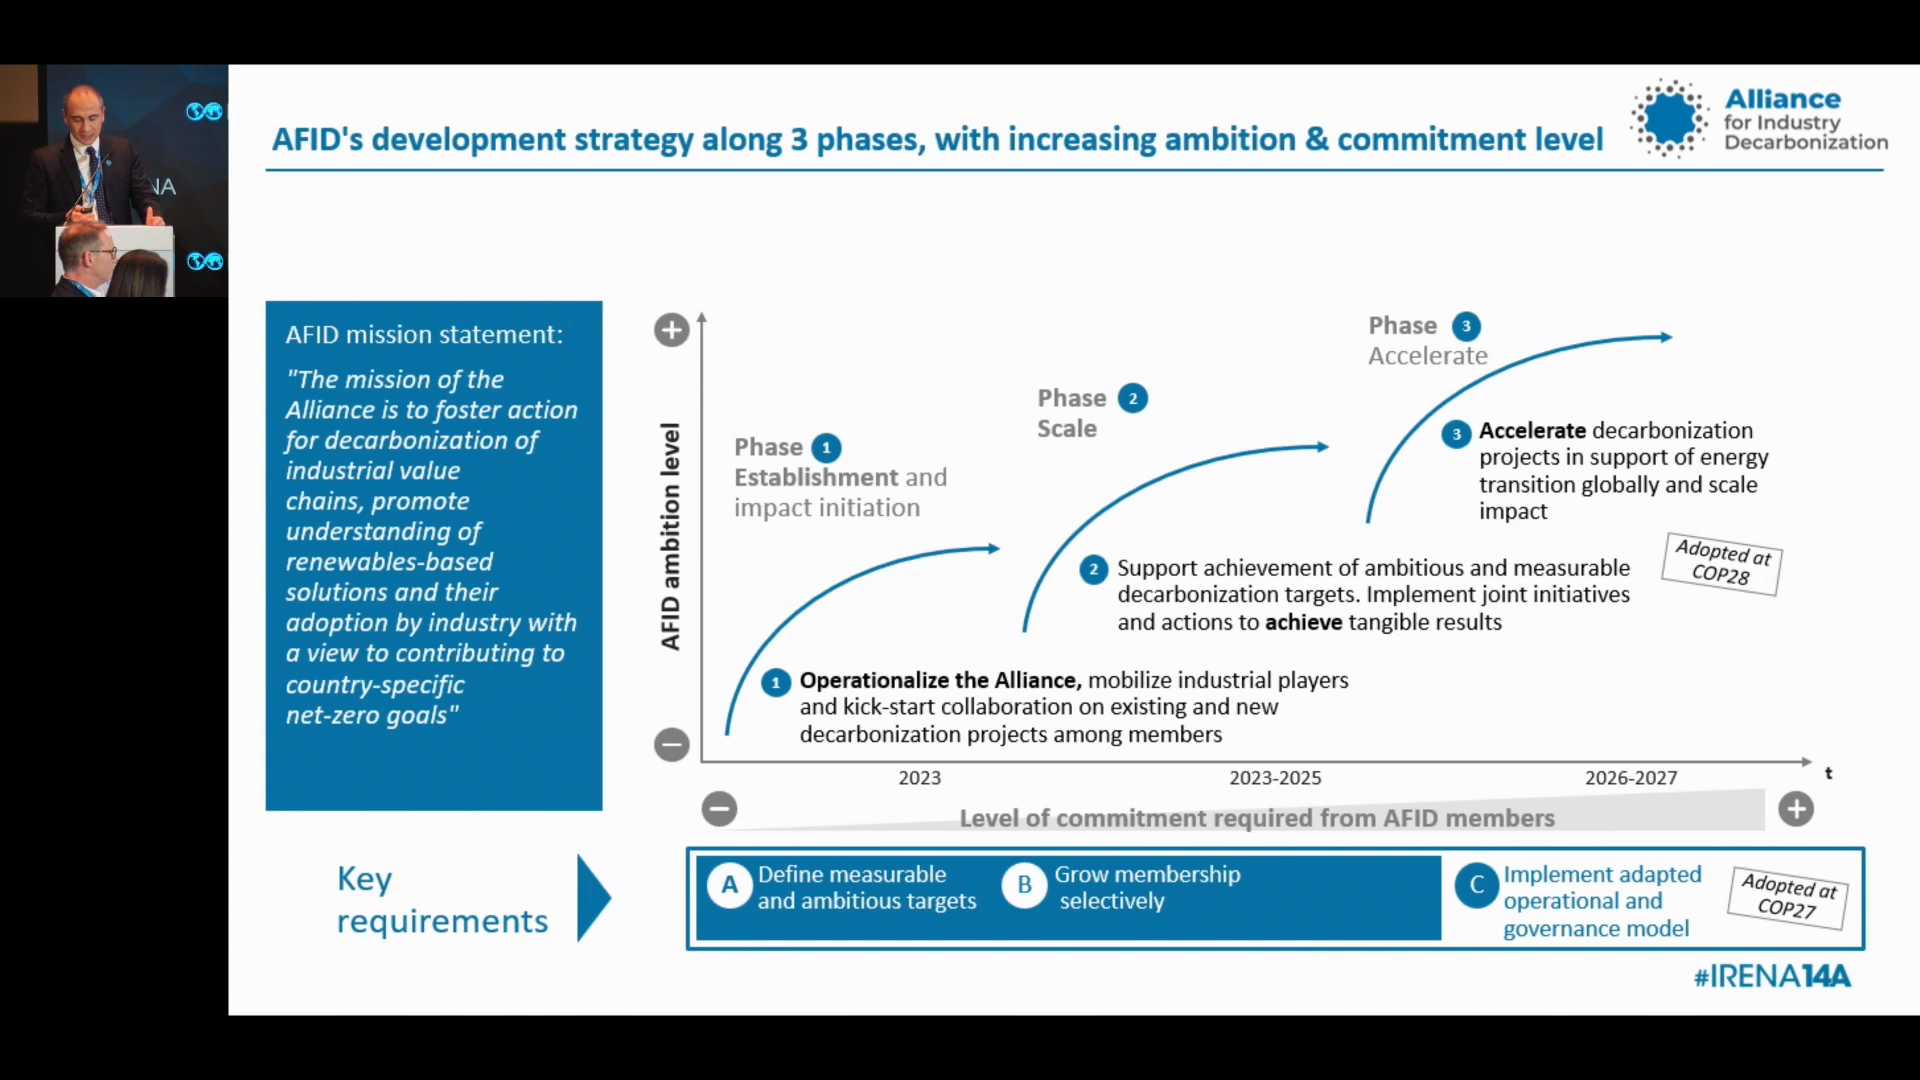 NA
AFID's development strategy along 3 phases, with increasing ambition & commitment level
Alliance
for Industry
Decarbonization
AFID mission statement:
"The mission of the
Alliance is to foster action
for decarbonization of
industrial value
chains, promote
understanding of
renewables-based
solutions and their
adoption by industry with
a view to contributing to
country-specific
net-zero goals"
AFID ambition level
Phase 1
Establishment and
impact initiation
Phase 2
Scale
Phase 3
Accelerate
3 Accelerate decarbonization
projects in support of energy
transition globally and scale
impact
Adopted at
COP28
2 Support achievement of ambitious and measurable
decarbonization targets. Implement joint initiatives
and actions to achieve tangible results
1 Operationalize the Alliance, mobilize industrial players
and kick-start collaboration on existing and new
decarbonization projects among members
2023 2023-2025 2026-2027 t
Level of commitment required from AFID members
Key
requirements
A Define measurable
and ambitious targets
B Grow membership
selectively
C Implement adapted
operational and
governance model
Adopted at
COP27
#IRENA14A